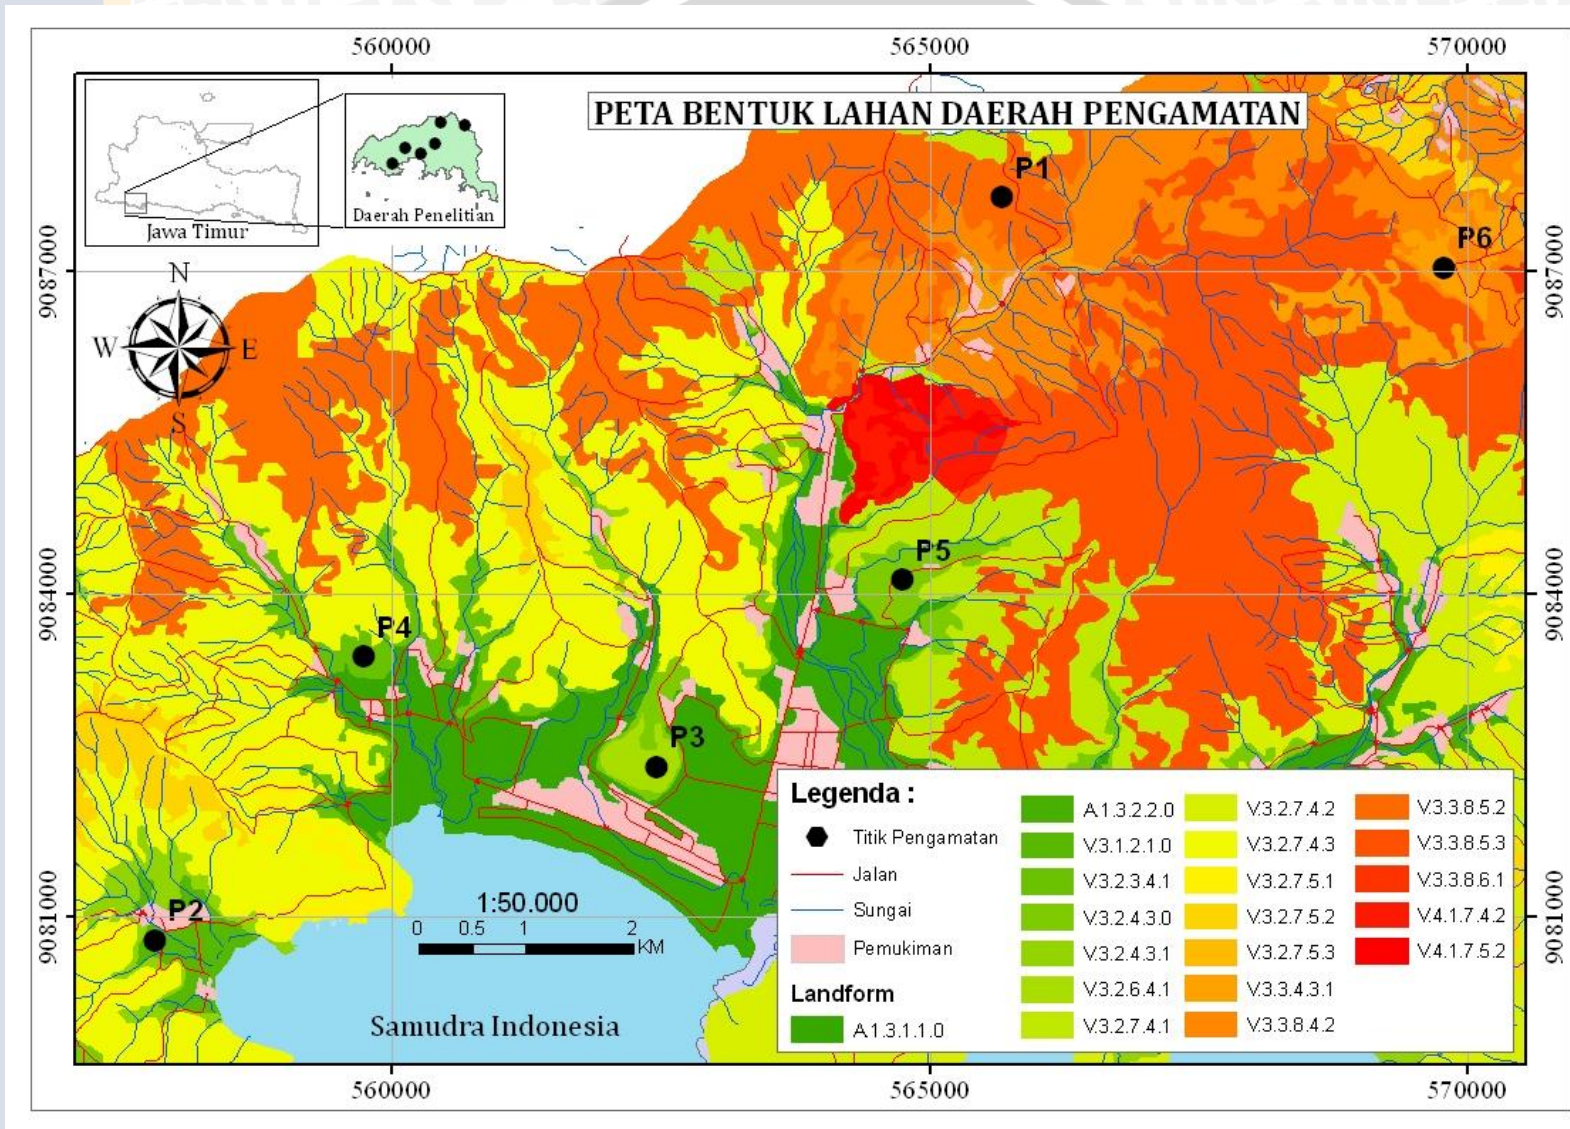 560000
565000
570000
PETA BENTUK LAHAN DAERAH PENGAMATAN
Jawa Timur
Daerah Penelitian
N
W
E
S
9087000
9087000
9084000
9084000
9081000
9081000
P1
P6
P5
P4
P3
P2
1:50.000
0 0.5 1 2
KM
Samudra Indonesia
Legenda :
Titik Pengamatan
Jalan
Sungai
Pemukiman
Landform
A.1.3.1.1.0
A.1.3.2.2.0
V.3.1.2.1.0
V.3.2.3.4.1
V.3.2.4.3.0
V.3.2.4.3.1
V.3.2.6.4.1
V.3.2.7.4.1
V.3.2.7.4.2
V.3.2.7.4.3
V.3.2.7.5.1
V.3.2.7.5.2
V.3.2.7.5.3
V.3.3.4.3.1
V.3.3.8.4.2
V.3.3.8.5.2
V.3.3.8.5.3
V.3.3.8.6.1
V.4.1.7.4.2
V.4.1.7.5.2
560000
565000
570000